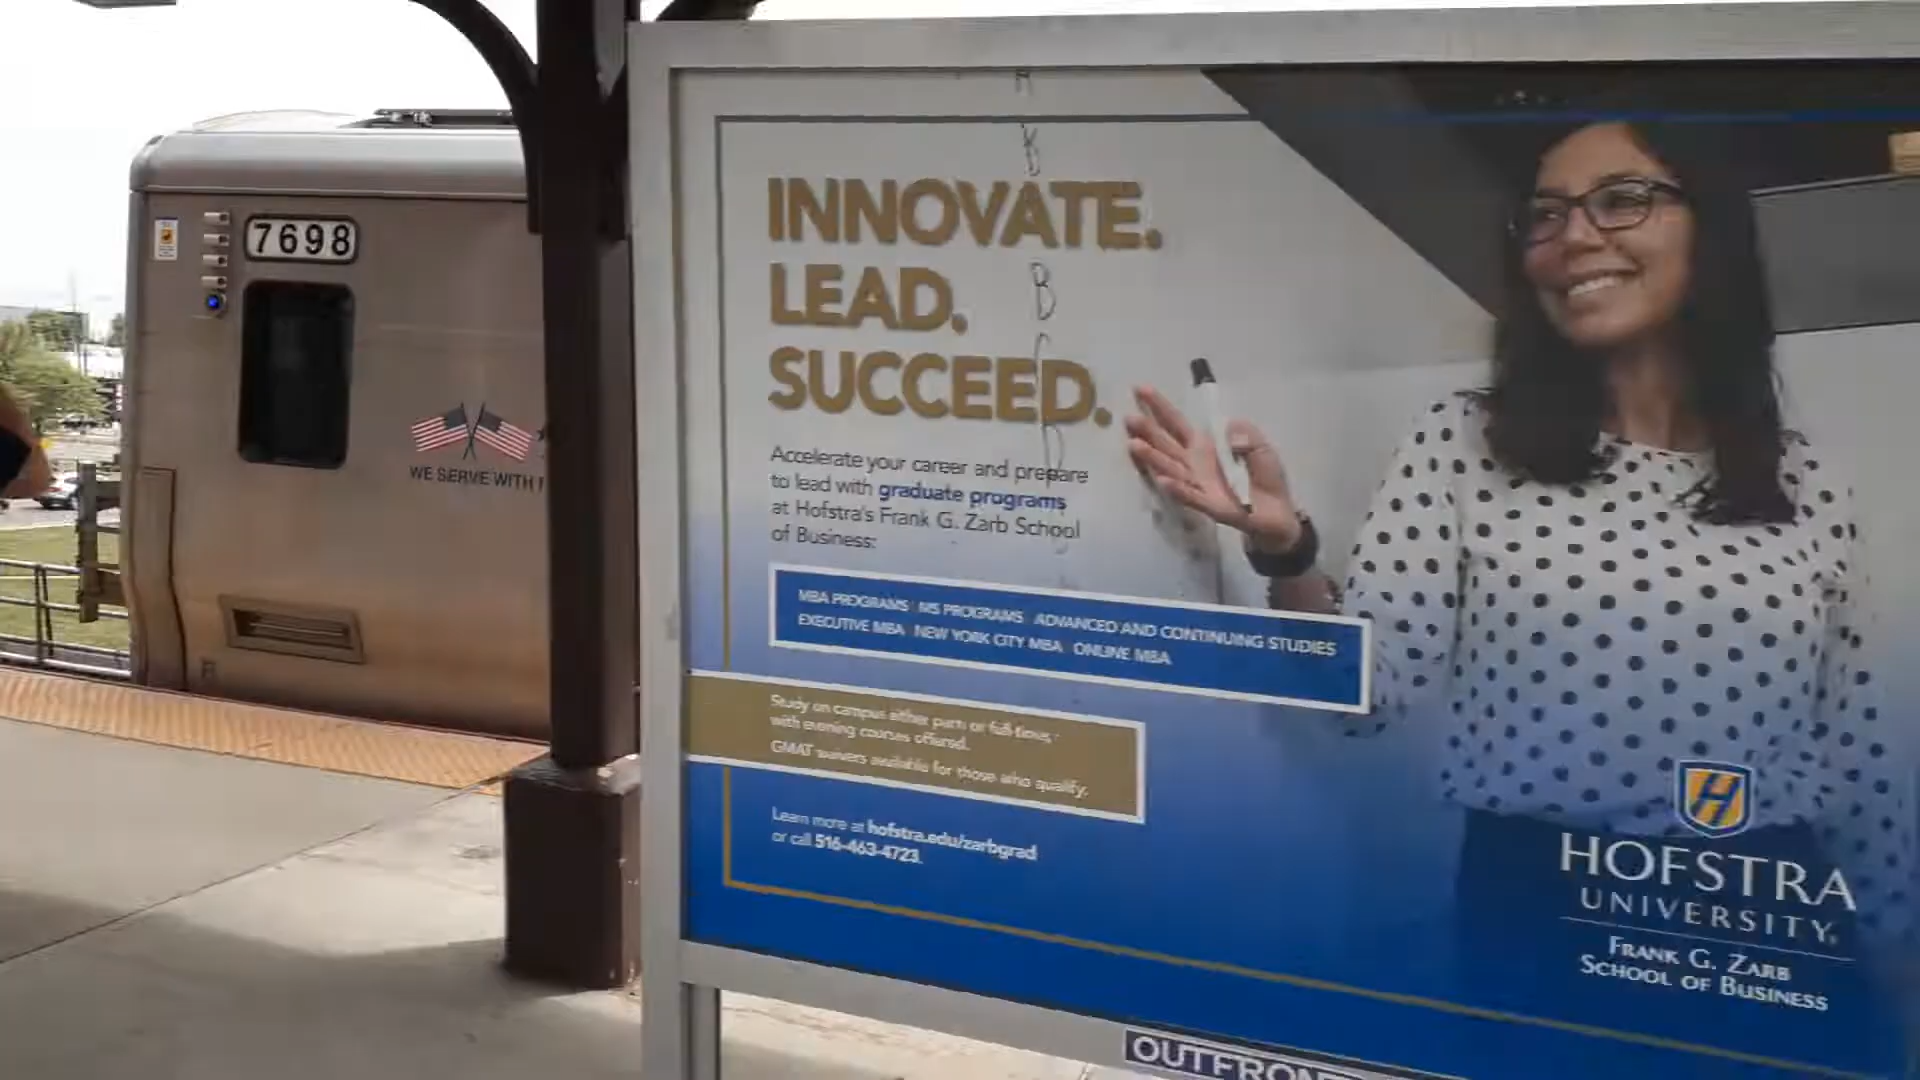 7698
WE SERVE WITH
INNOVATE.
LEAD.
SUCCEED.
Accelerate your career and prepare
to lead with graduate programs
at Hofstra's Frank G. Zarb School
of Business:
MBA PROGRAMS MS PROGRAMS ADVANCED AND CONTINUING STUDIES
EXECUTIVE MBA NEW YORK CITY MBA ONLINE MBA
Study on campus either part- or full-time,
with evening courses offered.
GMAT waivers available for those who qualify.
Learn more at hofstra.edu/zarbgrad
or call 516-463-4723.
H
HOFSTRA
UNIVERSITY®
FRANK G. ZARB
SCHOOL OF BUSINESS
OUTFRONT